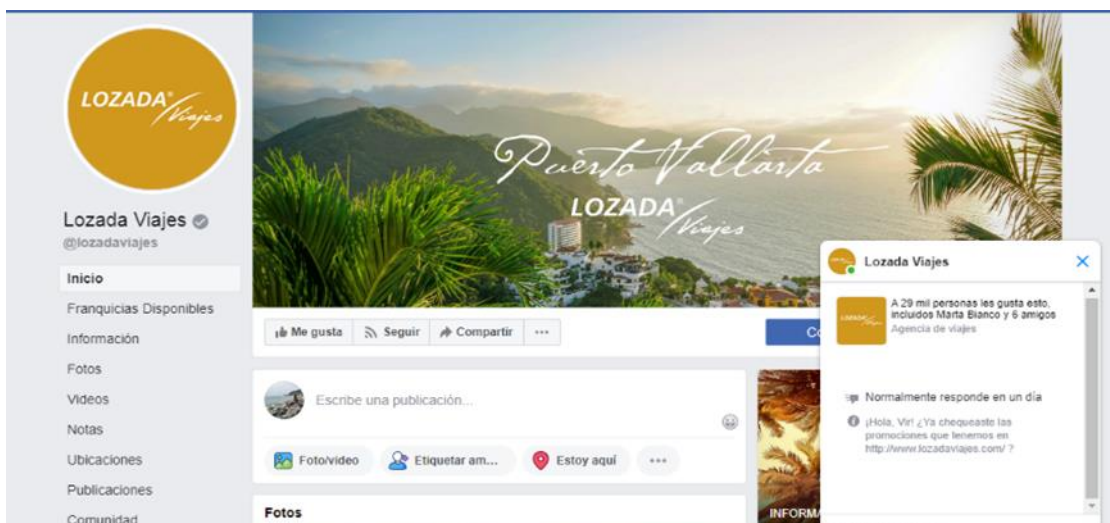 LOZADA
Viajes
Lozada Viajes
@lozadaviajes
Inicio
Franquicias Disponibles
Información
Fotos
Videos
Notas
Ubicaciones
Publicaciones
Comunidad
Puerto Vallarta
LOZADA
Viajes
Me gusta
Seguir
Compartir
Escribe una publicación...
Foto/video
Etiquetar am...
Estoy aquí
Fotos
Lozada Viajes
A 29 mil personas les gusta esto,
incluidos Marta Bianco y 6 amigos
Agencia de viajes
Normalmente responde en un día
¡Hola, Vir! ¿Ya chequeaste las
promociones que tenemos en
http://www.lozadaviajes.com/ ?